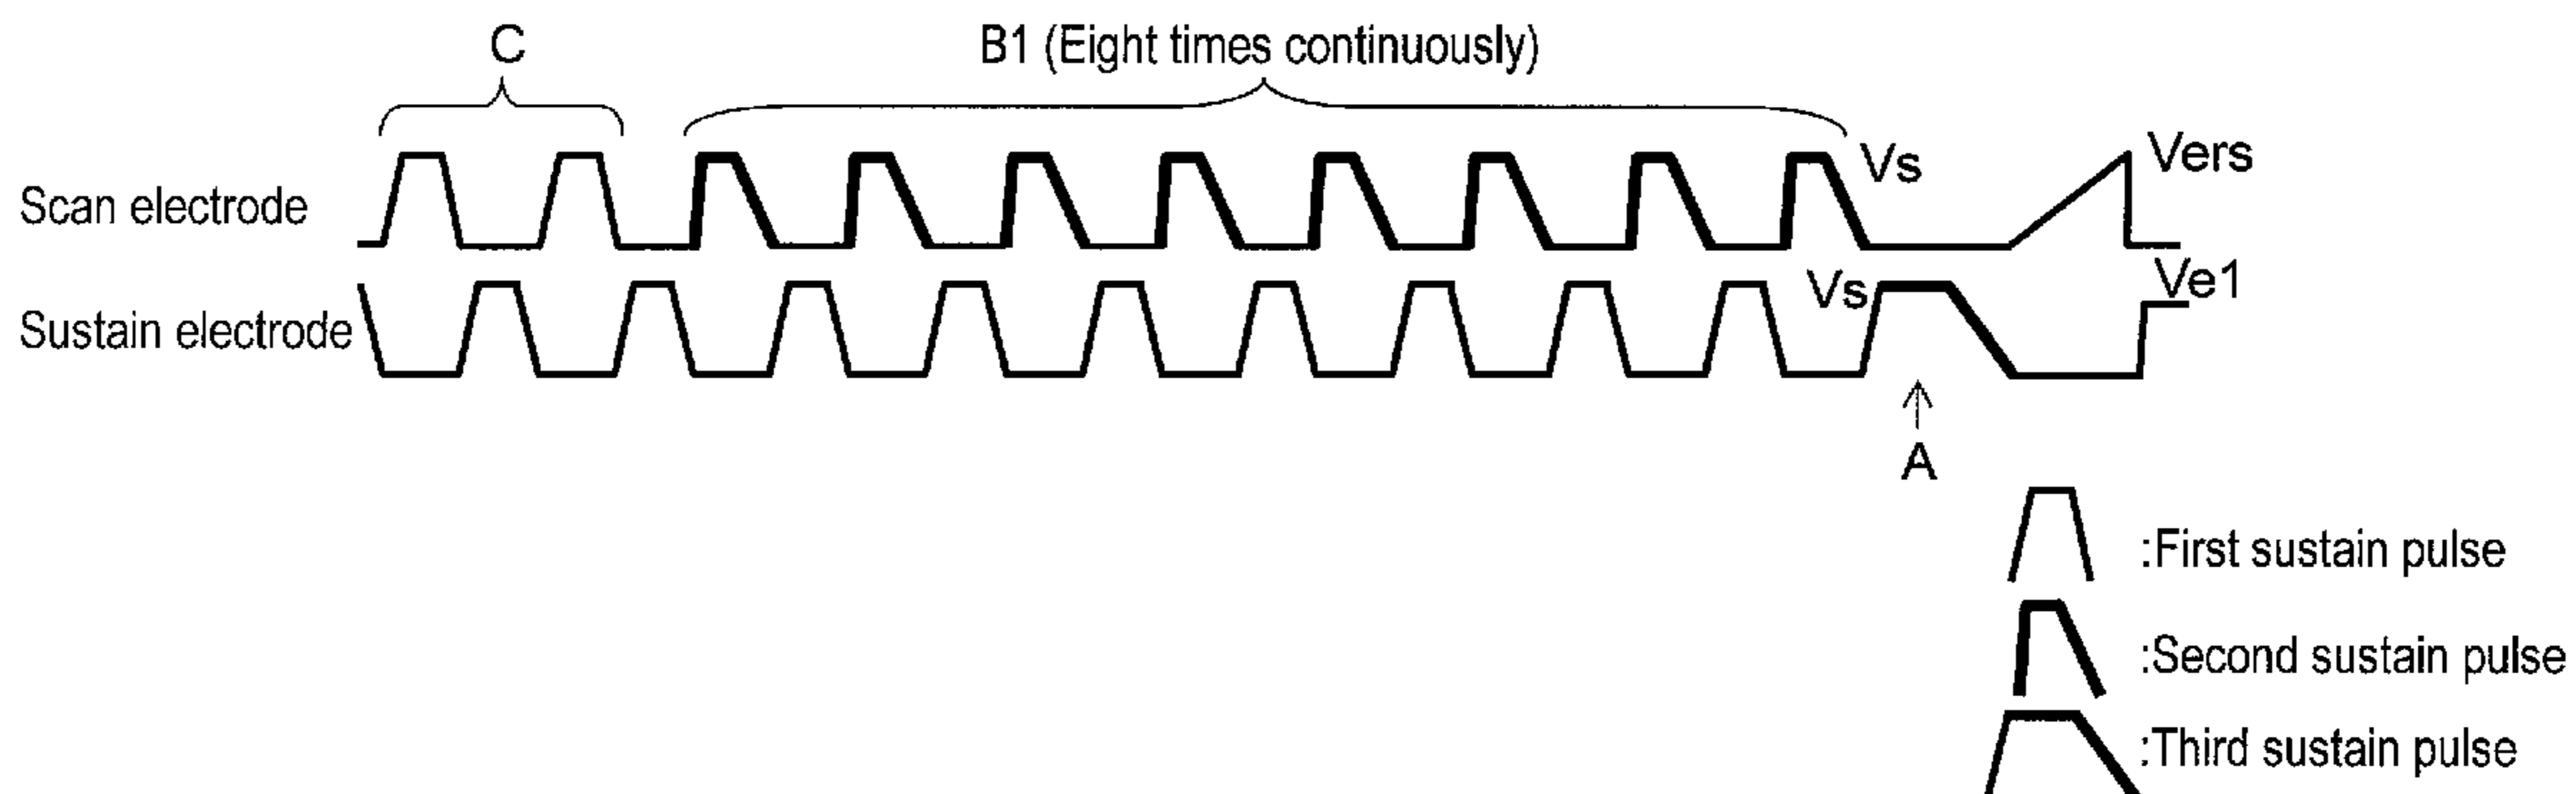 C
B1 (Eight times continuously)
Scan electrode
Vs
Vers
Sustain electrode
Vs
Ve1
A
:First sustain pulse
:Second sustain pulse
:Third sustain pulse